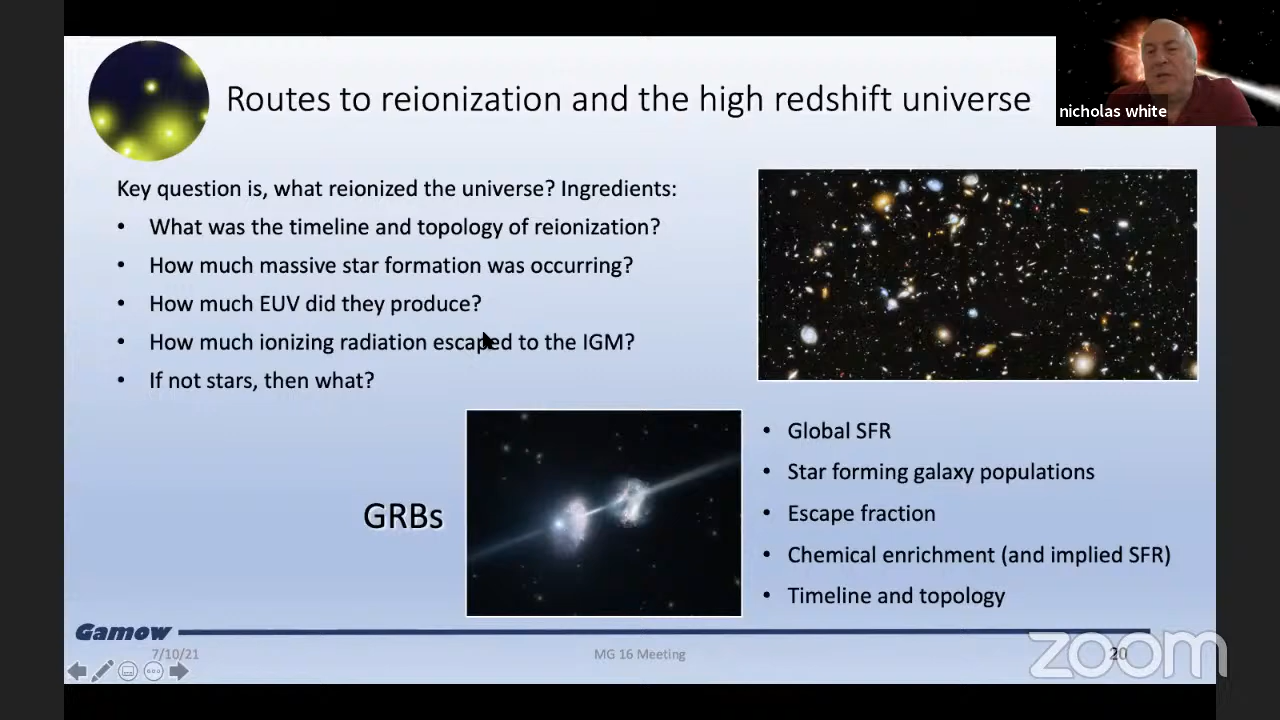 Routes to reionization and the high redshift universe
nicholas white
Key question is, what reionized the universe? Ingredients:
• What was the timeline and topology of reionization?
• How much massive star formation was occurring?
• How much EUV did they produce?
• How much ionizing radiation escaped to the IGM?
• If not stars, then what?
GRBs
• Global SFR
• Star forming galaxy populations
• Escape fraction
• Chemical enrichment (and implied SFR)
• Timeline and topology
Gamow
7/10/21
MG 16 Meeting
20
zoom